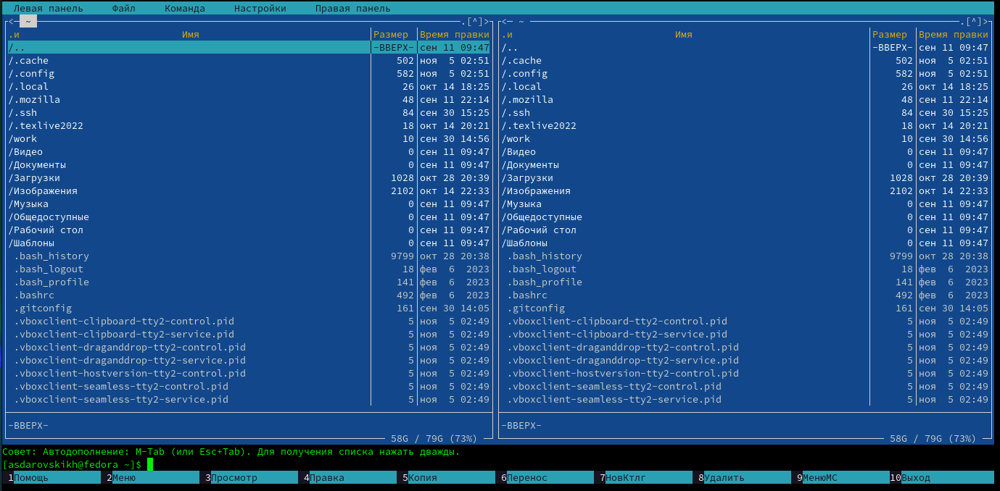 Левая панель Файл Команда Настройки Правая панель
<─ ~ ─.[^]> <─ ~ ─.[^]>
.и Имя Размер Время правки .и Имя Размер Время правки
/.. -ВВЕРХ- сен 11 09:47 /.. -ВВЕРХ- сен 11 09:47
/.cache 502 ноя 5 02:51 /.cache 502 ноя 5 02:51
/.config 582 ноя 5 02:51 /.config 582 ноя 5 02:51
/.local 26 окт 14 18:25 /.local 26 окт 14 18:25
/.mozilla 48 сен 11 22:14 /.mozilla 48 сен 11 22:14
/.ssh 84 сен 30 15:25 /.ssh 84 сен 30 15:25
/.texlive2022 18 окт 14 20:21 /.texlive2022 18 окт 14 20:21
/work 10 сен 30 14:56 /work 10 сен 30 14:56
/Видео 0 сен 11 09:47 /Видео 0 сен 11 09:47
/Документы 0 сен 11 09:47 /Документы 0 сен 11 09:47
/Загрузки 1028 окт 28 20:39 /Загрузки 1028 окт 28 20:39
/Изображения 2102 окт 14 22:33 /Изображения 2102 окт 14 22:33
/Музыка 0 сен 11 09:47 /Музыка 0 сен 11 09:47
/Общедоступные 0 сен 11 09:47 /Общедоступные 0 сен 11 09:47
/Рабочий стол 0 сен 11 09:47 /Рабочий стол 0 сен 11 09:47
/Шаблоны 0 сен 11 09:47 /Шаблоны 0 сен 11 09:47
.bash_history 9799 окт 28 20:38 .bash_history 9799 окт 28 20:38
.bash_logout 18 фев 6 2023 .bash_logout 18 фев 6 2023
.bash_profile 141 фев 6 2023 .bash_profile 141 фев 6 2023
.bashrc 492 фев 6 2023 .bashrc 492 фев 6 2023
.gitconfig 161 сен 30 14:05 .gitconfig 161 сен 30 14:05
.vboxclient-clipboard-tty2-control.pid 5 ноя 5 02:49 .vboxclient-clipboard-tty2-control.pid 5 ноя 5 02:49
.vboxclient-clipboard-tty2-service.pid 5 ноя 5 02:49 .vboxclient-clipboard-tty2-service.pid 5 ноя 5 02:49
.vboxclient-draganddrop-tty2-control.pid 5 ноя 5 02:49 .vboxclient-draganddrop-tty2-control.pid 5 ноя 5 02:49
.vboxclient-draganddrop-tty2-service.pid 5 ноя 5 02:49 .vboxclient-draganddrop-tty2-service.pid 5 ноя 5 02:49
.vboxclient-hostversion-tty2-control.pid 5 ноя 5 02:49 .vboxclient-hostversion-tty2-control.pid 5 ноя 5 02:49
.vboxclient-seamless-tty2-control.pid 5 ноя 5 02:49 .vboxclient-seamless-tty2-control.pid 5 ноя 5 02:49
.vboxclient-seamless-tty2-service.pid 5 ноя 5 02:49 .vboxclient-seamless-tty2-service.pid 5 ноя 5 02:49
-ВВЕРХ- -ВВЕРХ-
58G / 79G (73%) 58G / 79G (73%)
Совет: Автодополнение: M-Tab (или Esc+Tab). Для получения списка нажать дважды.
[asdarovskikh@fedora ~]$
1Помощь 2Меню 3Просмотр 4Правка 5Копия 6Перенос 7НовКтлг 8Удалить 9МенюМС 10Выход